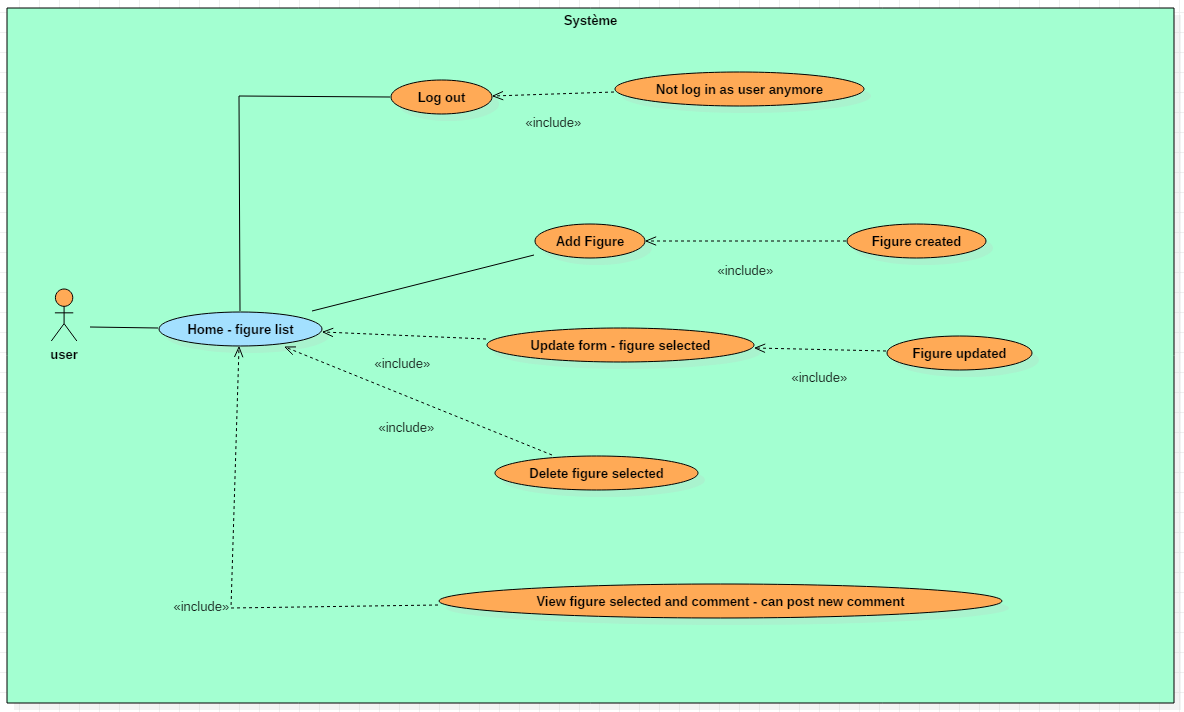 Système
Log out
Not log in as user anymore
«include»
Add Figure
Figure created
«include»
user
Home - figure list
Update form - figure selected
Figure updated
«include»
«include»
«include»
Delete figure selected
«include»
View figure selected and comment - can post new comment